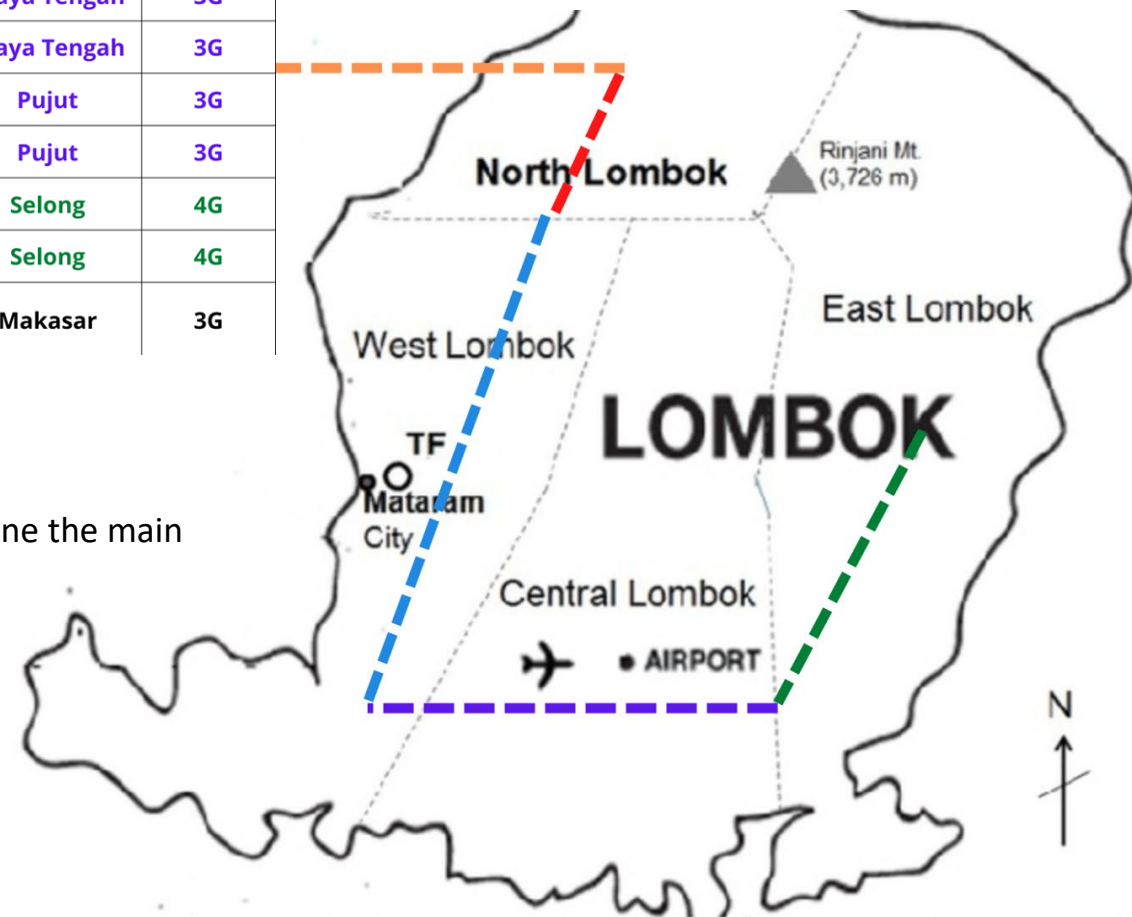 aya Tengah 3G
aya Tengah 3G
Pujut 3G
Pujut 3G
Selong 4G
Selong 4G
Makasar 3G
ne the main
North Lombok
Rinjani Mt.
(3,726 m)
East Lombok
West Lombok
LOMBOK
TF
Mataram
City
Central Lombok
AIRPORT
N